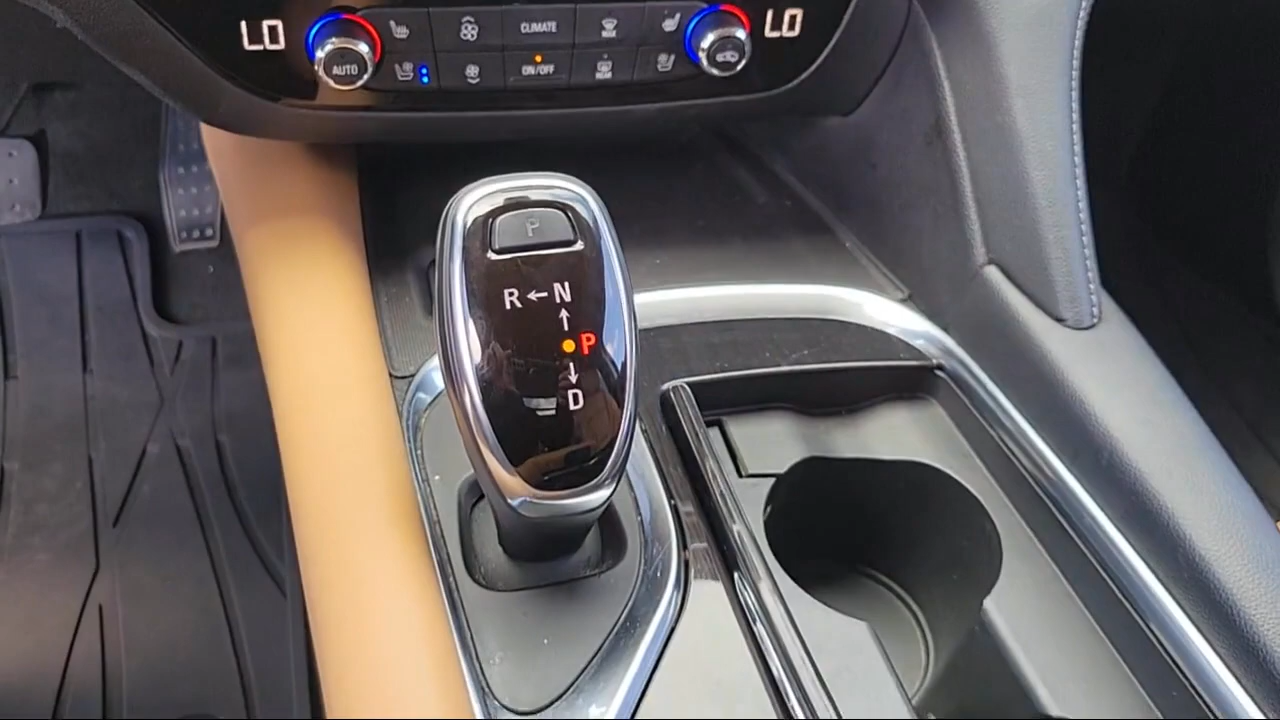 LO
CLIMATE
LO
AUTO
ON/OFF
REAR
P
R ← N
↑
P
↓
D